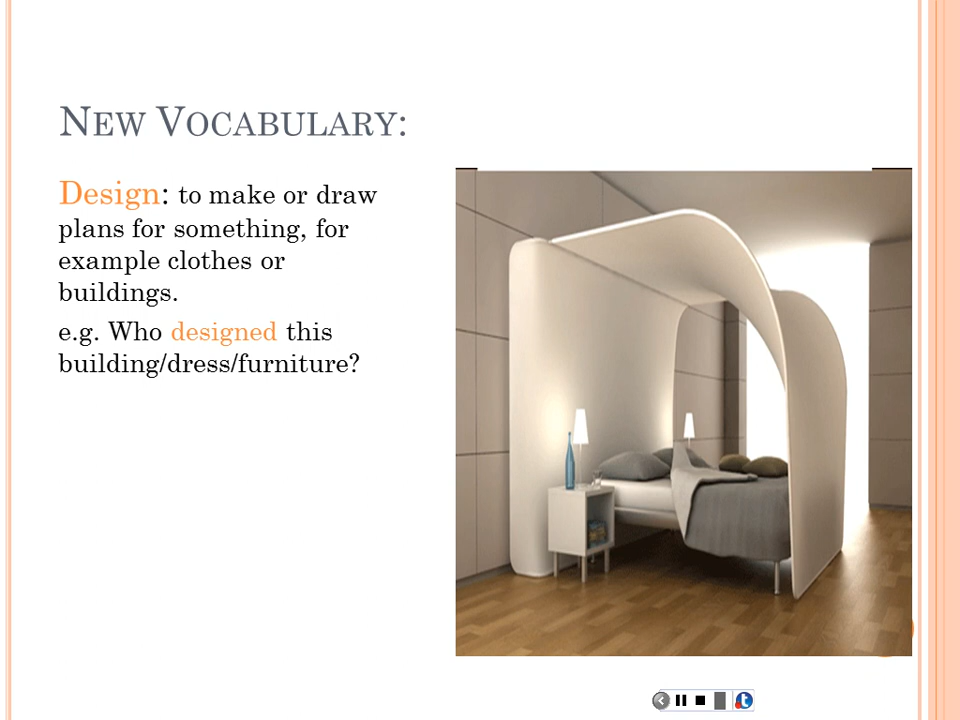 NEW VOCABULARY:
Design: to make or draw
plans for something, for
example clothes or
buildings.
e.g. Who designed this
building/dress/furniture?